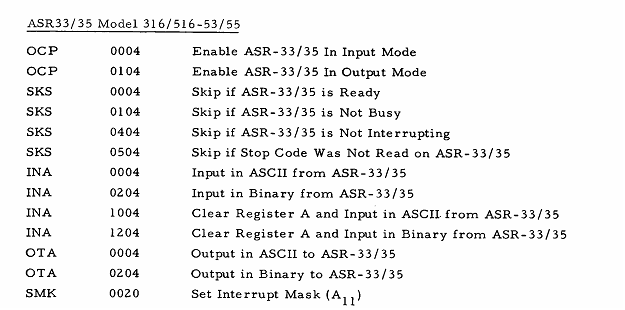 ASR33/35 Model 316/516-53/55
OCP 0004 Enable ASR-33/35 In Input Mode
OCP 0104 Enable ASR-33/35 In Output Mode
SKS 0004 Skip if ASR-33/35 is Ready
SKS 0104 Skip if ASR-33/35 is Not Busy
SKS 0404 Skip if ASR-33/35 is Not Interrupting
SKS 0504 Skip if Stop Code Was Not Read on ASR-33/35
INA 0004 Input in ASCII from ASR-33/35
INA 0204 Input in Binary from ASR-33/35
INA 1004 Clear Register A and Input in ASCII from ASR-33/35
INA 1204 Clear Register A and Input in Binary from ASR-33/35
OTA 0004 Output in ASCII to ASR-33/35
OTA 0204 Output in Binary to ASR-33/35
SMK 0020 Set Interrupt Mask (A11)